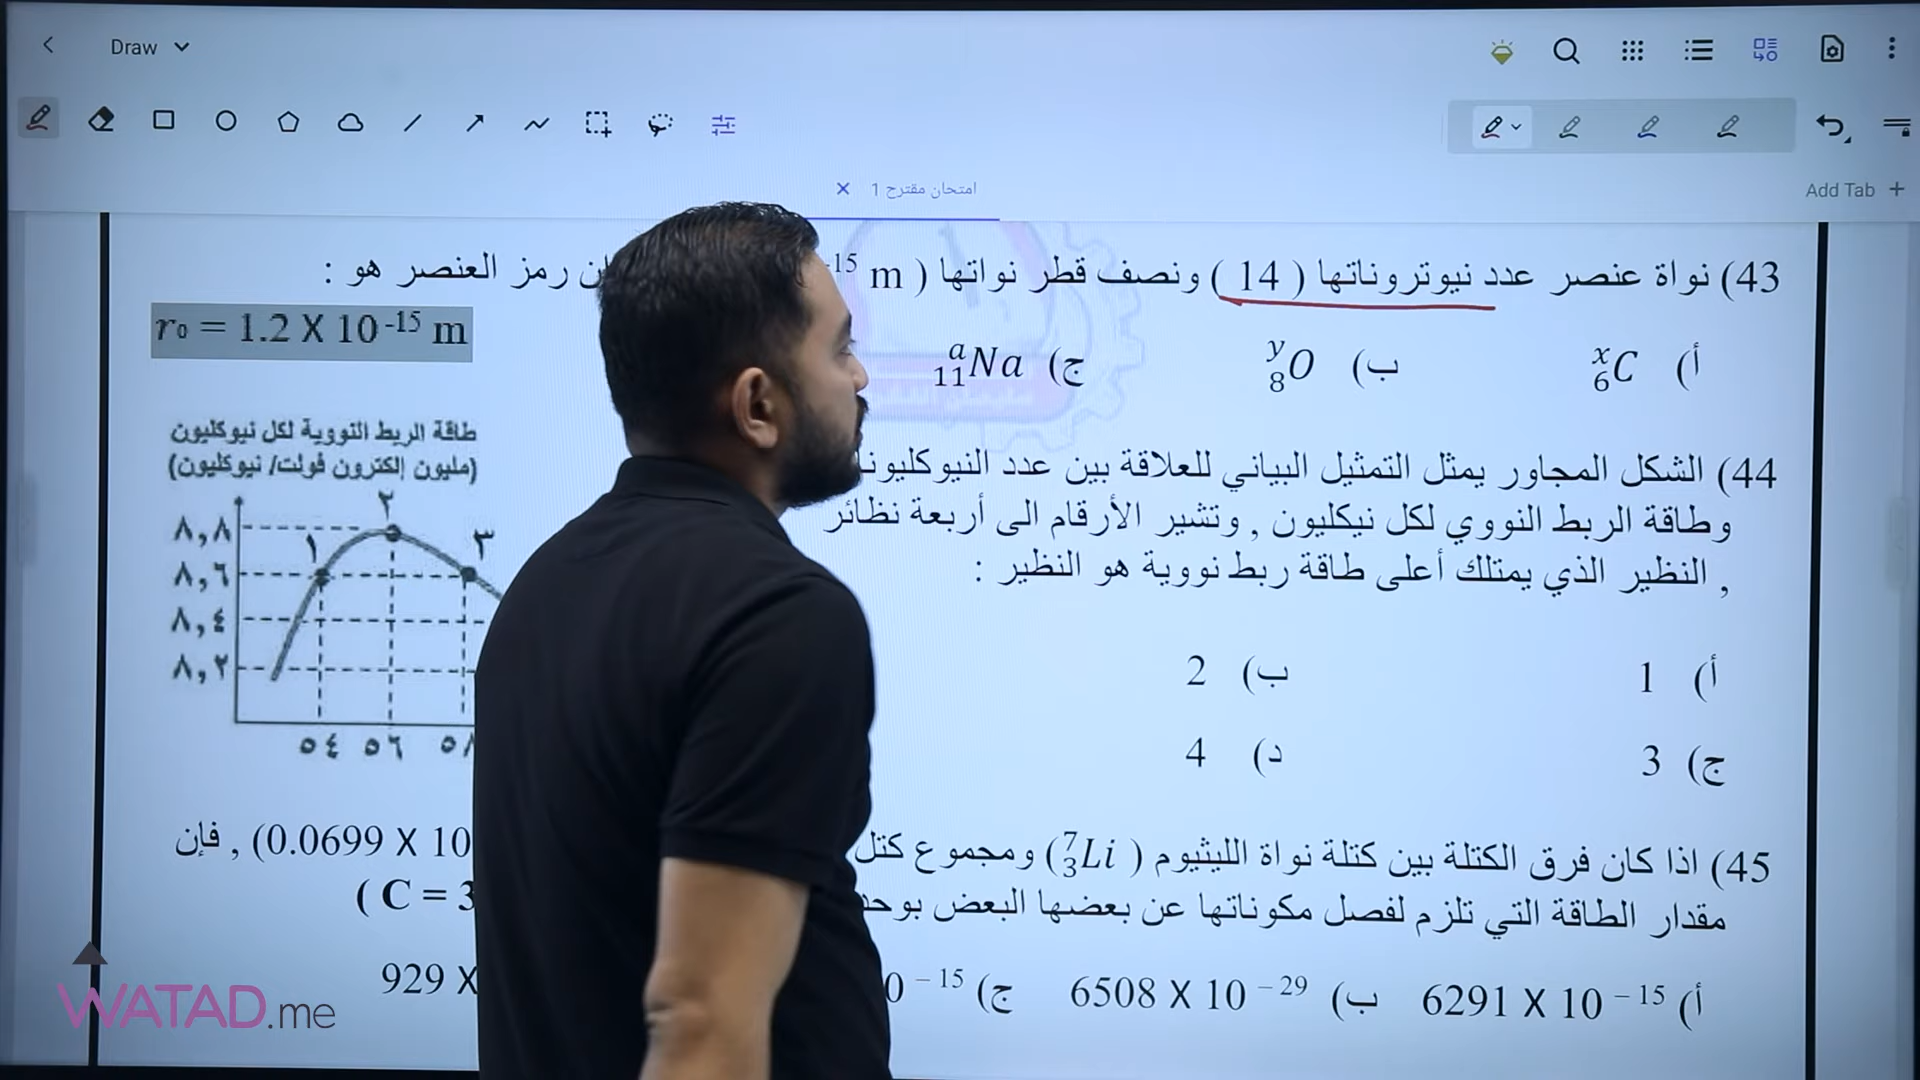 Draw
امتحان مقترح 1
Add Tab
43) نواة عنصر عدد نيوتروناتها ( 14 ) ونصف قطر نواتها ( -15 m رمز العنصر هو :
r₀ = 1.2 X 10 -15 m
أ) ˣ₆C ب) ʸ₈O ج) ᵃ₁₁Na
طاقة الربط النووية لكل نيوكليون
(مليون إلكترون فولت/ نيوكليون)
٨,٨
٨,٦
٨,٤
٨,٢
١
٢
٣
٥٤ ٥٦
44) الشكل المجاور يمثل التمثيل البياني للعلاقة بين عدد
وطاقة الربط النووي لكل نيكليون , وتشير الأرقام الى أربعة نظائر
, النظير الذي يمتلك أعلى طاقة ربط نووية هو النظير :
أ) 1 ب) 2
ج) 3 د) 4
45) اذا كان فرق الكتلة بين كتلة نواة الليثيوم ( ⁷₃Li) ومجموع كتل (0.0699 X 10 , فإن
مقدار الطاقة التي تلزم لفصل مكوناتها عن بعضها البعض ( C = 3
أ) 6291 X 10 – 15 ب) 6508 X 10 – 29 ج) 0 – 15 929 X
WATAD.me